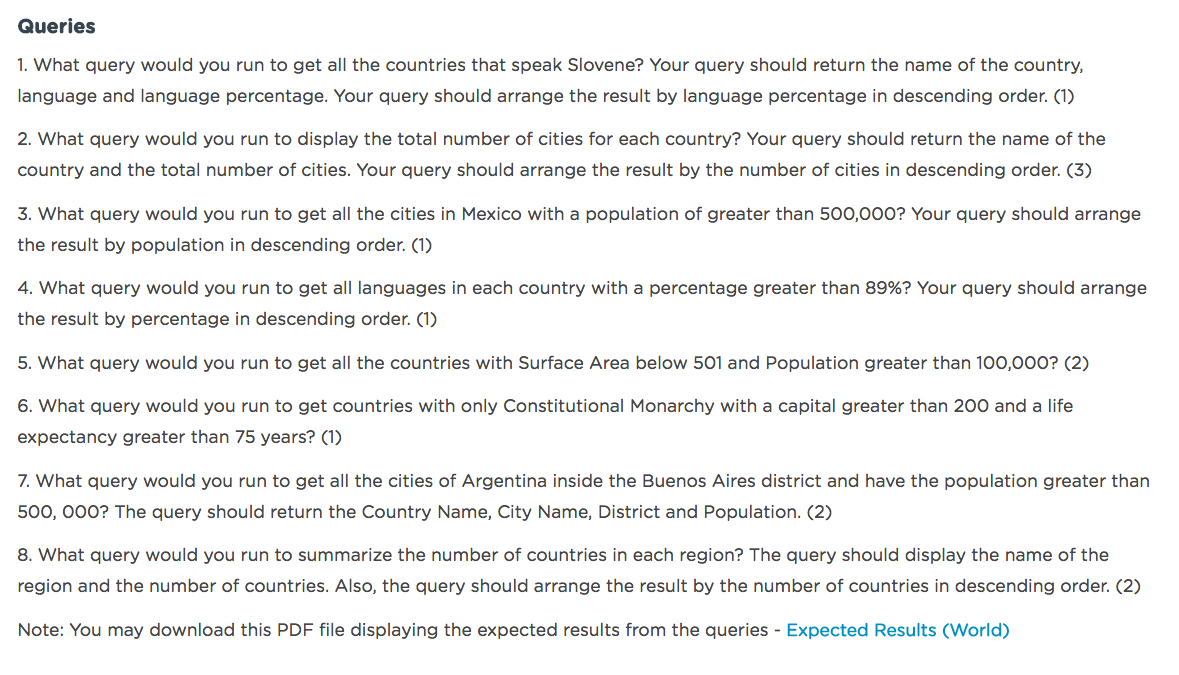 Queries
1. What query would you run to get all the countries that speak Slovene? Your query should return the name of the country,
language and language percentage. Your query should arrange the result by language percentage in descending order. (1)
2. What query would you run to display the total number of cities for each country? Your query should return the name of the
country and the total number of cities. Your query should arrange the result by the number of cities in descending order. (3)
3. What query would you run to get all the cities in Mexico with a population of greater than 500,000? Your query should arrange
the result by population in descending order. (1)
4. What query would you run to get all languages in each country with a percentage greater than 89%? Your query should arrange
the result by percentage in descending order. (1)
5. What query would you run to get all the countries with Surface Area below 501 and Population greater than 100,000? (2)
6. What query would you run to get countries with only Constitutional Monarchy with a capital greater than 200 and a life
expectancy greater than 75 years? (1)
7. What query would you run to get all the cities of Argentina inside the Buenos Aires district and have the population greater than
500, 000? The query should return the Country Name, City Name, District and Population. (2)
8. What query would you run to summarize the number of countries in each region? The query should display the name of the
region and the number of countries. Also, the query should arrange the result by the number of countries in descending order. (2)
Note: You may download this PDF file displaying the expected results from the queries - Expected Results (World)